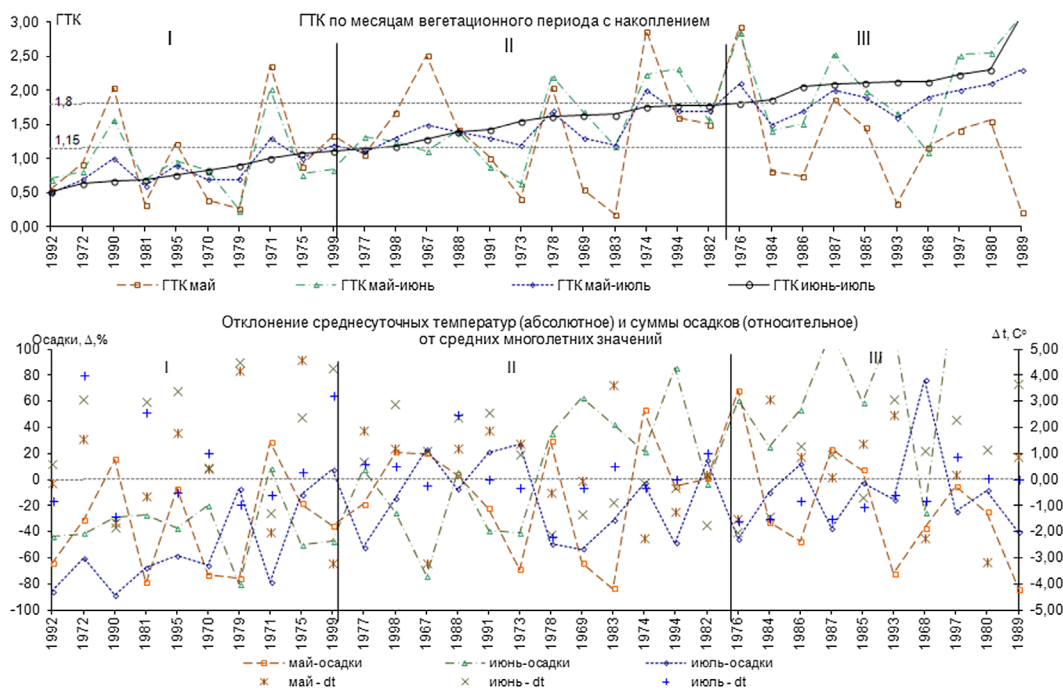 ГТК
ГТК по месяцам вегетационного периода с накоплением
I
II
III
3,00
2,50
2,00
1,50
1,00
0,50
0,00
1,8
1,15
1992 1972 1990 1981 1995 1970 1979 1971 1975 1999 1977 1998 1967 1988 1991 1973 1978 1969 1983 1974 1994 1982 1976 1984 1986 1987 1985 1993 1968 1997 1980 1989
ГТК май ГТК май-июнь ГТК май-июль ГТК июнь-июль
Отклонение среднесуточных температур (абсолютное) и суммы осадков (относительное)
от средних многолетних значений
Осадки, Δ,%
Δ t, Cº
I
II
III
100
80
60
40
20
0
-20
-40
-60
-80
-100
5,00
4,00
3,00
2,00
1,00
0,00
-1,00
-2,00
-3,00
-4,00
-5,00
1992 1972 1990 1981 1995 1970 1979 1971 1975 1999 1977 1998 1967 1988 1991 1973 1978 1969 1983 1974 1994 1982 1976 1984 1986 1987 1985 1993 1968 1997 1980 1989
май-осадки июнь-осадки июль-осадки
май - dt июнь - dt июль - dt